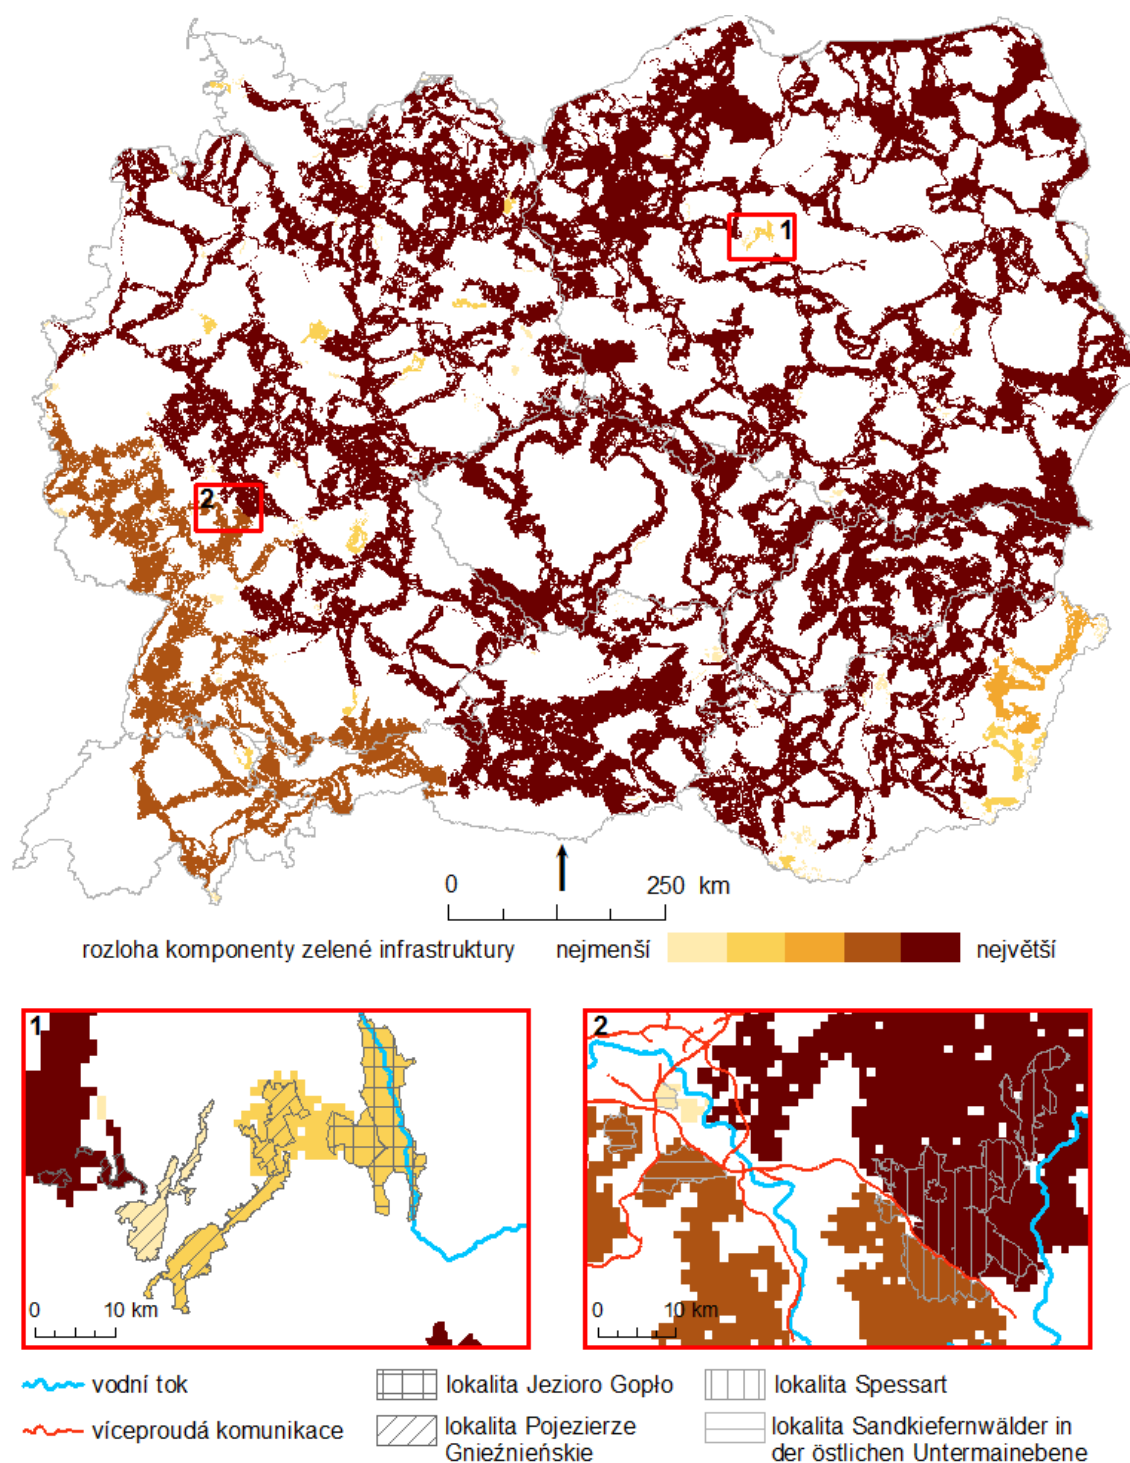 1
2
0 250 km
rozloha komponenty zelené infrastruktury nejmenší největší
1
0 10 km
2
0 10 km
vodní tok
víceproudá komunikace
lokalita Jezioro Gopło
lokalita Pojezierze
Gnieźnieńskie
lokalita Spessart
lokalita Sandkiefernwälder in
der östlichen Untermainebene